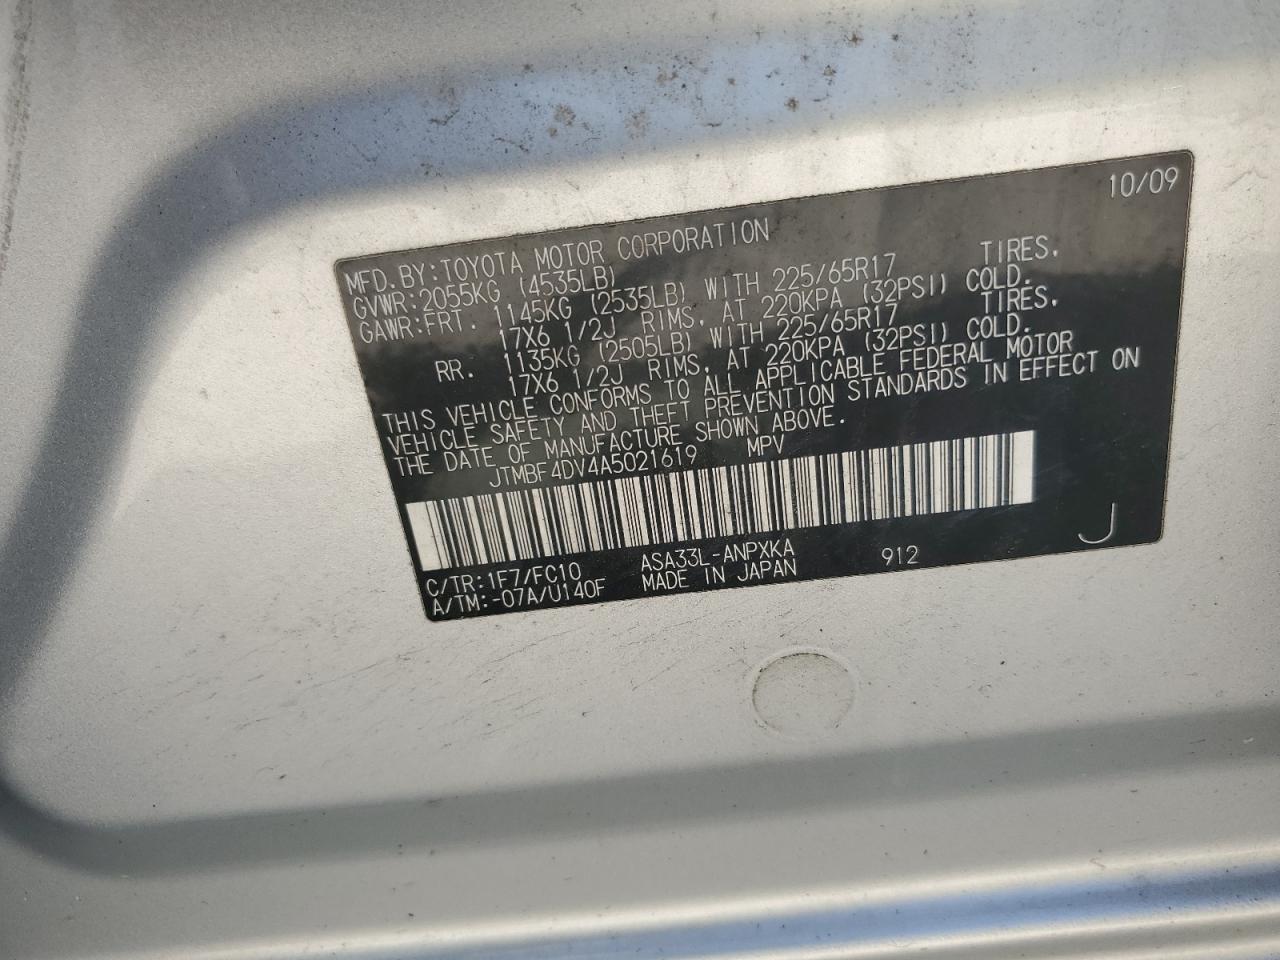 10/09
MFD. BY: TOYOTA MOTOR CORPORATION
GVWR: 2055KG (4535LB)
GAWR: FRT. 1145KG (2535LB) WITH 225/65R17 TIRES,
17X6 1/2J RIMS, AT 220KPA (32PSI) COLD.
RR. 1135KG (2505LB) WITH 225/65R17 TIRES,
17X6 1/2J RIMS, AT 220KPA (32PSI) COLD.
THIS VEHICLE CONFORMS TO ALL APPLICABLE FEDERAL MOTOR
VEHICLE SAFETY AND THEFT PREVENTION STANDARDS IN EFFECT ON
THE DATE OF MANUFACTURE SHOWN ABOVE.
JTMBF4DV4A5021619 MPV
C/TR: 1F7/FC10 ASA33L-ANPXKA 912 J
A/TM: -07A/U140F MADE IN JAPAN